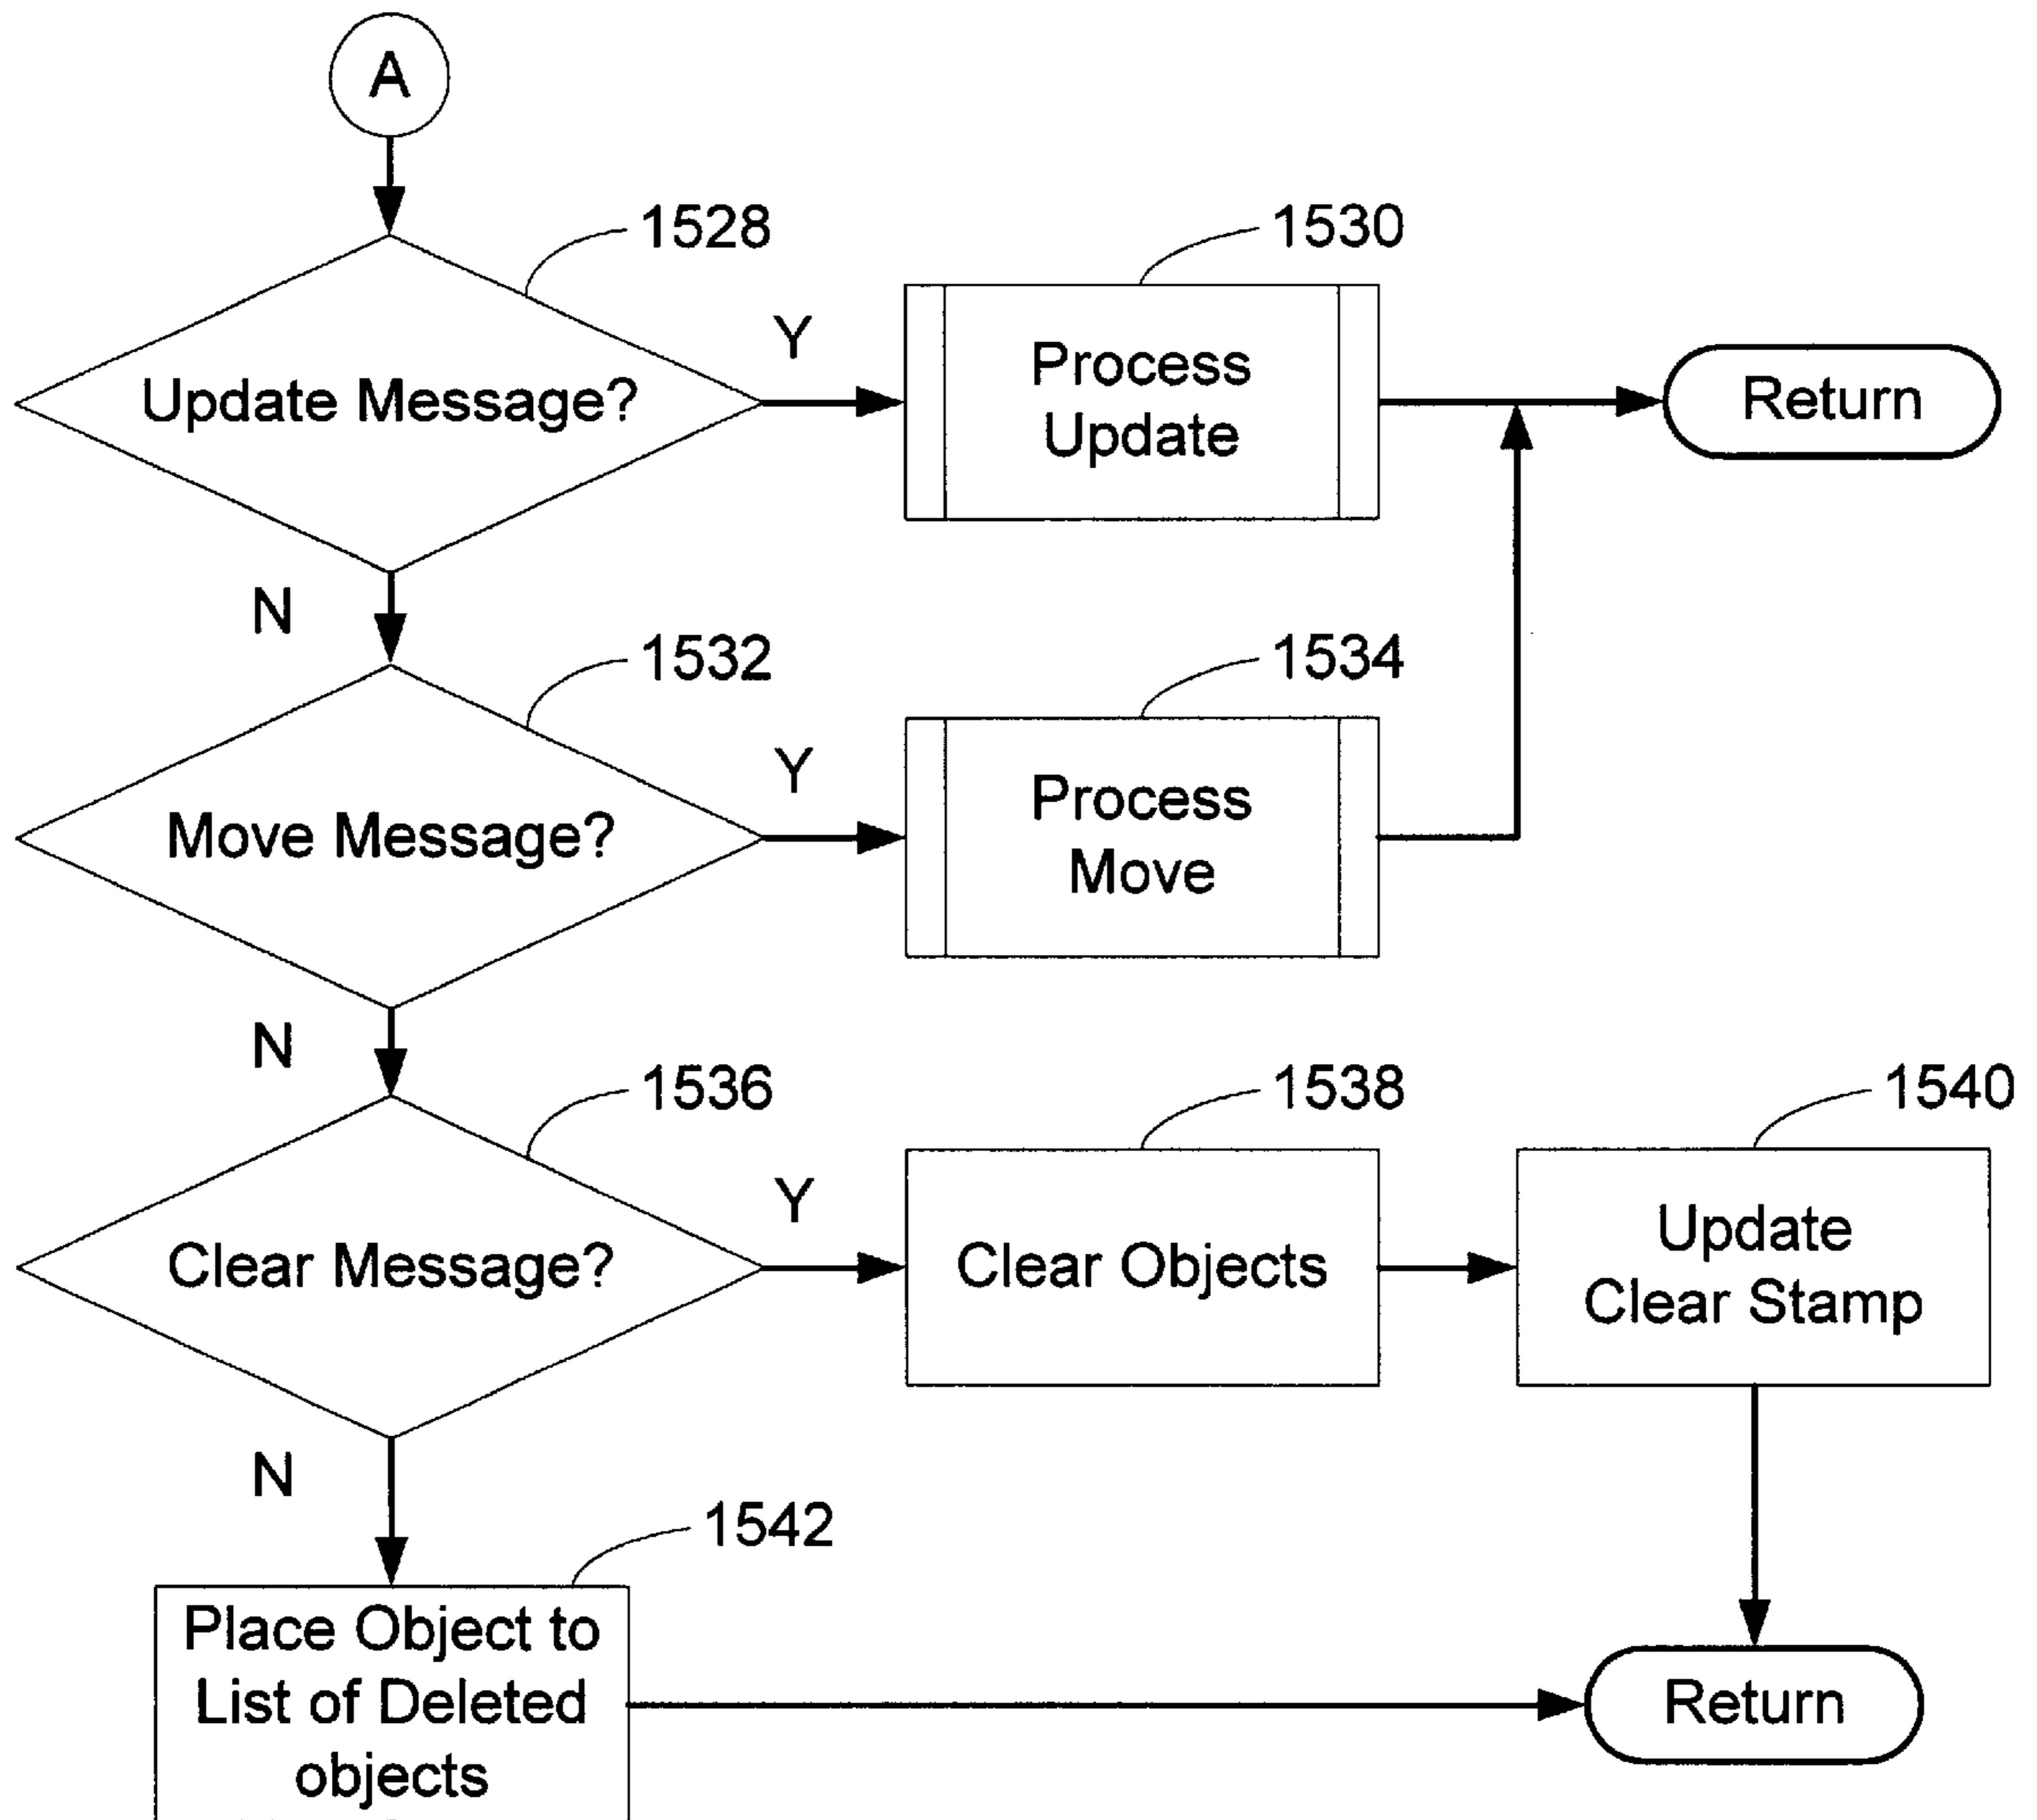 A
1528
1530
Update Message?
Y
Process
Update
Return
N
1532
1534
Move Message?
Y
Process
Move
N
1536
1538
1540
Clear Message?
Y
Clear Objects
Update
Clear Stamp
N
1542
Place Object to
List of Deleted
objects
Return